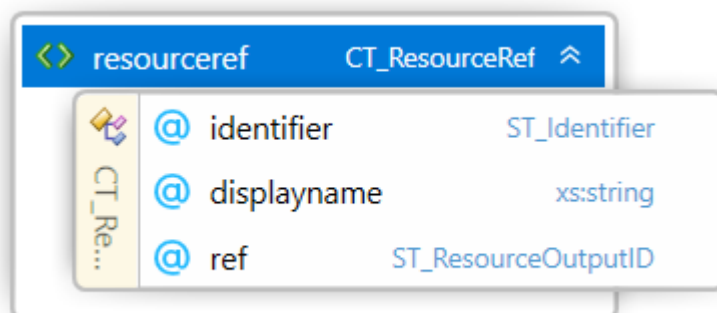 resourceref CT_ResourceRef
@ identifier ST_Identifier
@ displayname xs:string
@ ref ST_ResourceOutputID
CT_Re...